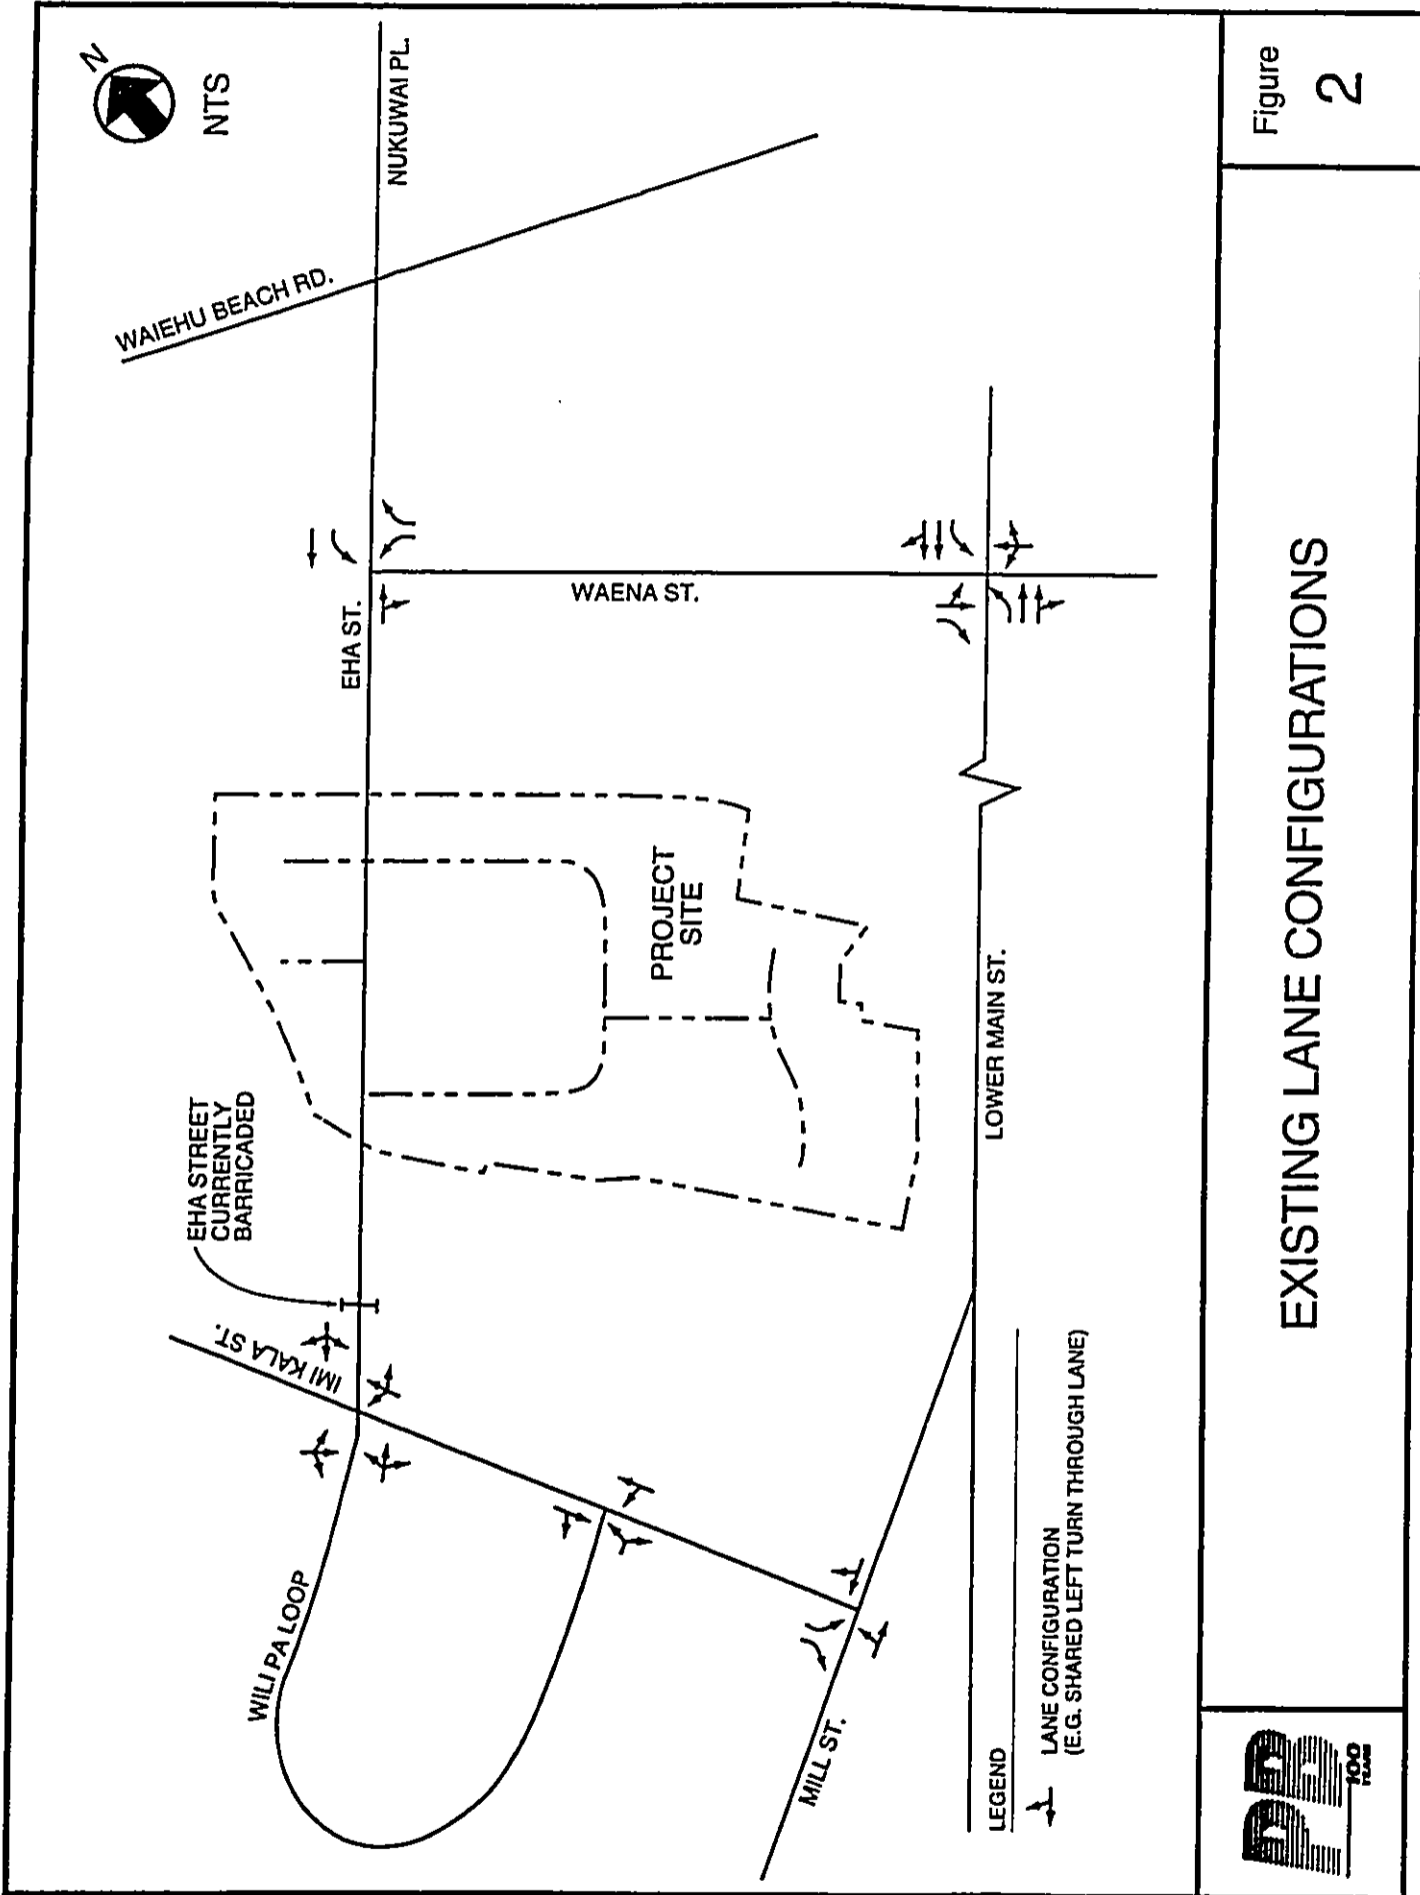 N
NTS
NUKUWAI PL.
WAIEHU BEACH RD.
EHA ST.
WAENA ST.
PROJECT
SITE
EHA STREET
CURRENTLY
BARRICADED
IMI KALA ST.
WILI PA LOOP
LOWER MAIN ST.
MILL ST.
LEGEND
LANE CONFIGURATION
(E.G. SHARED LEFT TURN THROUGH LANE)
PB
100
YEARS
EXISTING LANE CONFIGURATIONS
Figure
2